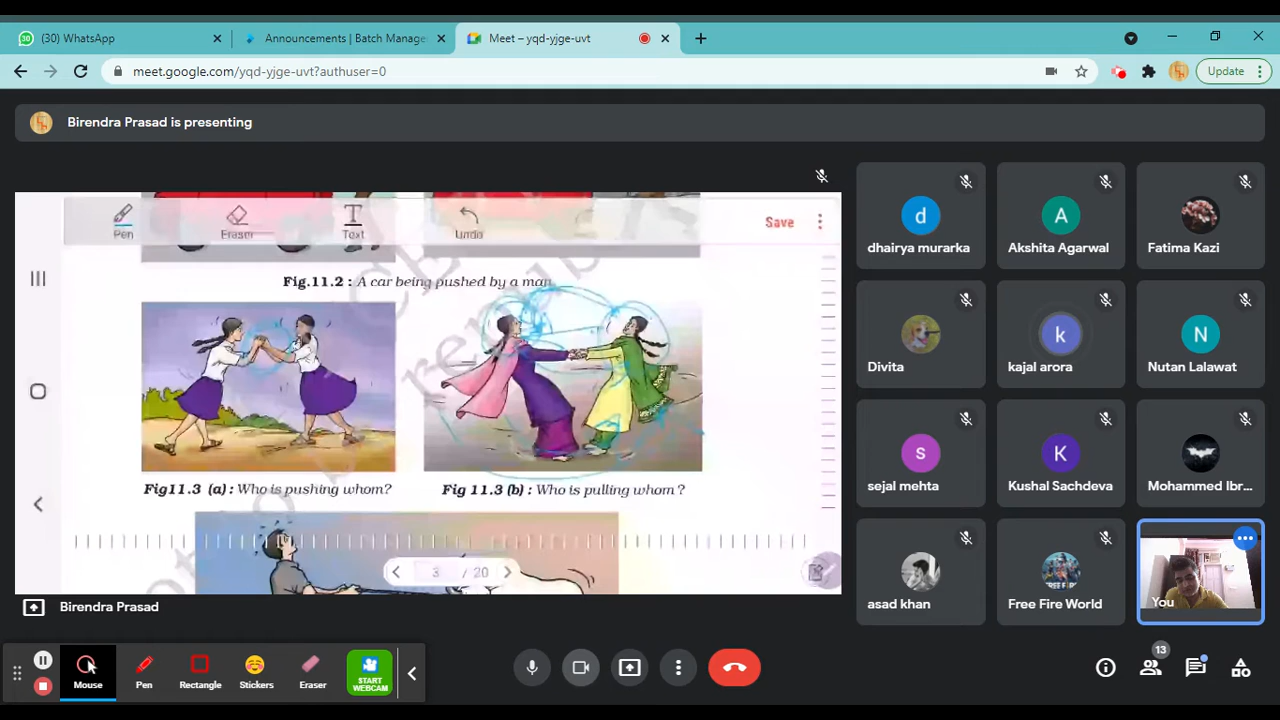 (30) WhatsApp
Announcements | Batch Manage
Meet – yqd-yjge-uvt
meet.google.com/yqd-yjge-uvt?authuser=0
Update
Birendra Prasad is presenting
Pen
Eraser
Text
Undo
Save
Fig.11.2 : A car being pushed by a man
Fig11.3 (a) : Who is pushing whom?
Fig 11.3 (b) : Who is pulling whom ?
3 / 20
Birendra Prasad
d
dhairya murarka
A
Akshita Agarwal
Fatima Kazi
Divita
k
kajal arora
N
Nutan Lalawat
s
sejal mehta
K
Kushal Sachdeva
Mohammed Ibr...
asad khan
Free Fire World
You
Mouse
Pen
Rectangle
Stickers
Eraser
START
WEBCAM
13